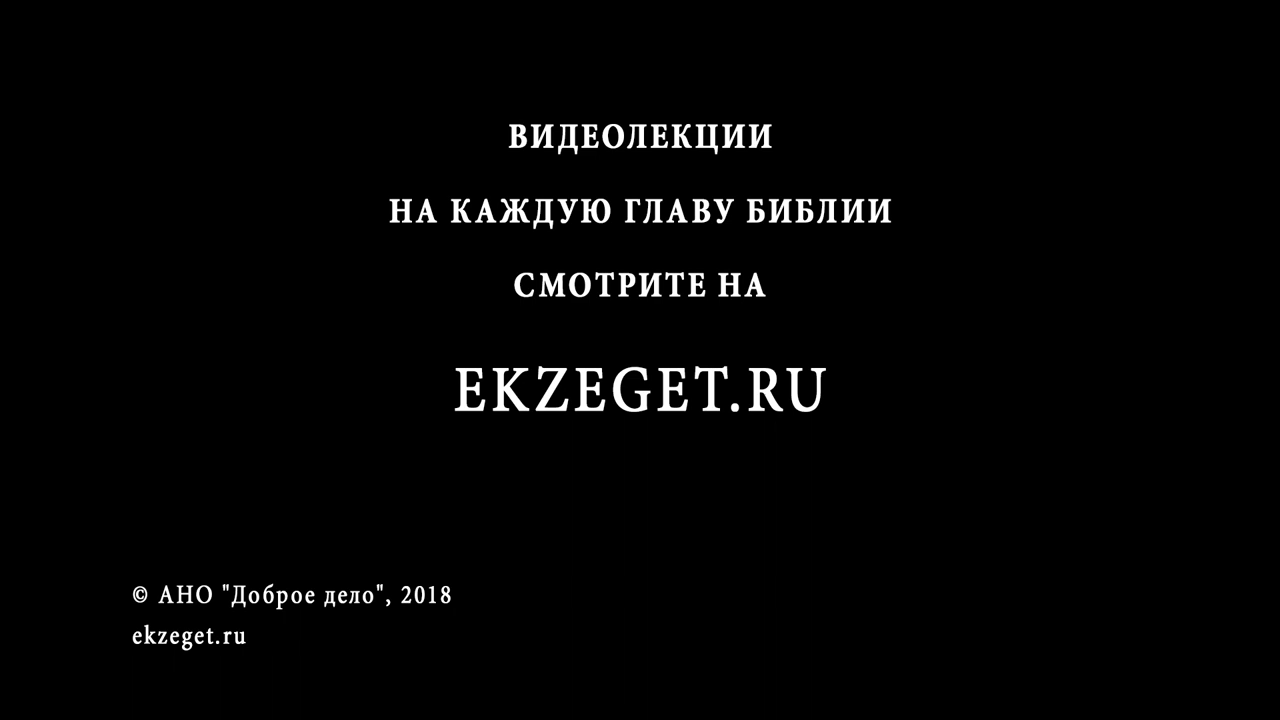 ВИДЕОЛЕКЦИИ
НА КАЖДУЮ ГЛАВУ БИБЛИИ
СМОТРИТЕ НА
EKZEGET.RU
© АНО "Доброе дело", 2018
ekzeget.ru